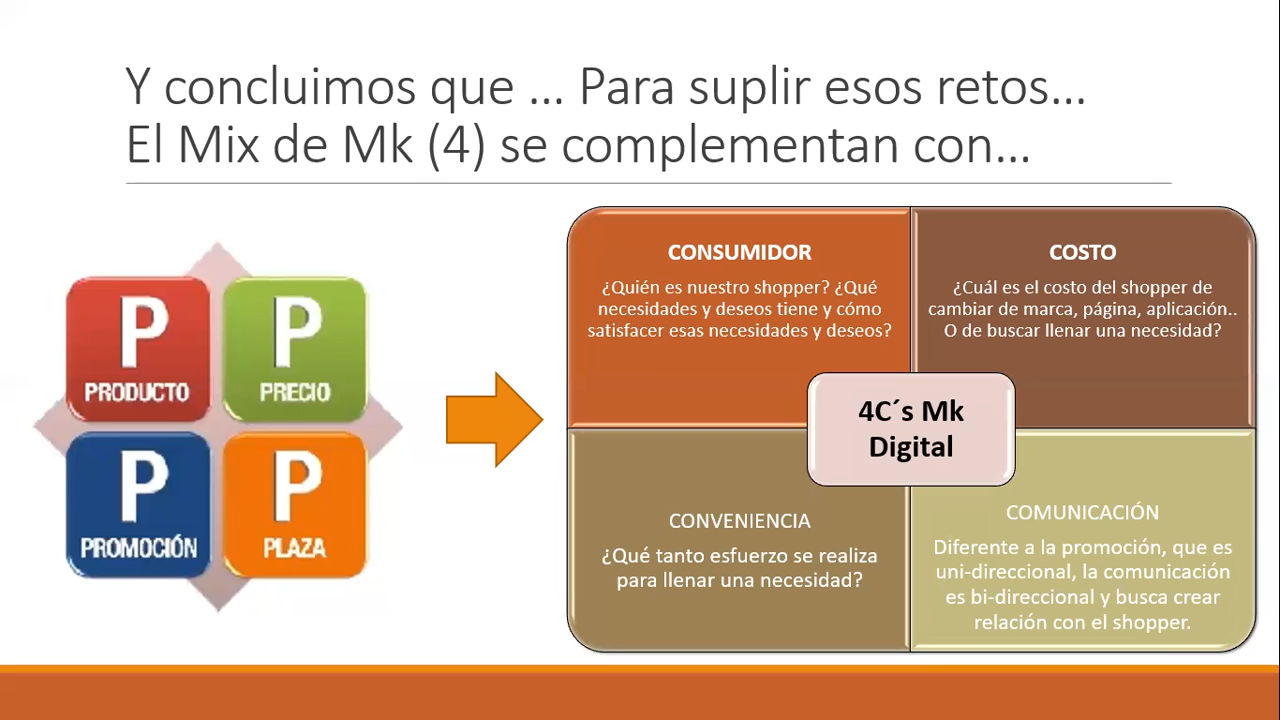 Y concluimos que … Para suplir esos retos…
El Mix de Mk (4) se complementan con…
P
PRODUCTO
P
PRECIO
P
PROMOCIÓN
P
PLAZA
CONSUMIDOR
¿Quién es nuestro shopper? ¿Qué
necesidades y deseos tiene y cómo
satisfacer esas necesidades y deseos?
COSTO
¿Cuál es el costo del shopper de
cambiar de marca, página, aplicación..
O de buscar llenar una necesidad?
4C´s Mk
Digital
CONVENIENCIA
¿Qué tanto esfuerzo se realiza
para llenar una necesidad?
COMUNICACIÓN
Diferente a la promoción, que es
uni-direccional, la comunicación
es bi-direccional y busca crear
relación con el shopper.